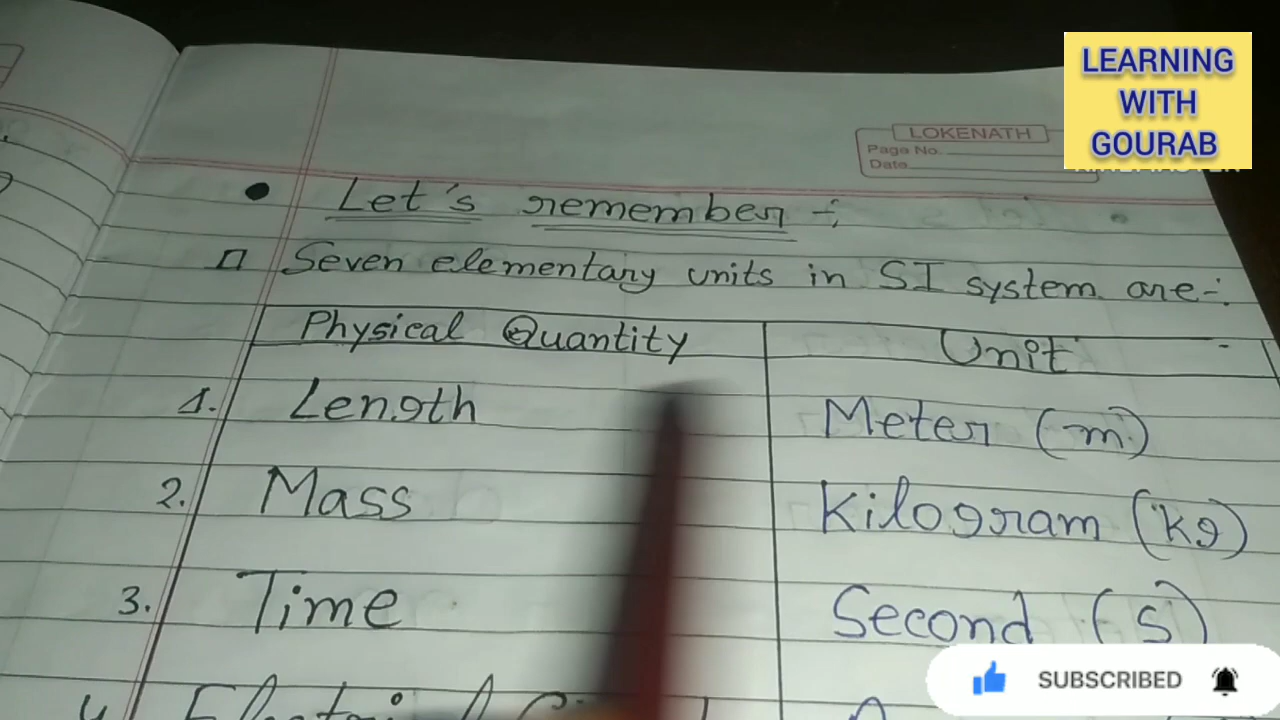 LEARNING
WITH
GOURAB
LOKENATH
Page No.
Date
• Let's remember -:
□ Seven elementary units in SI system are-:
Physical Quantity Unit
1. Length Meter (m)
2. Mass Kilogram (kg)
3. Time Second (s)
4.
SUBSCRIBED